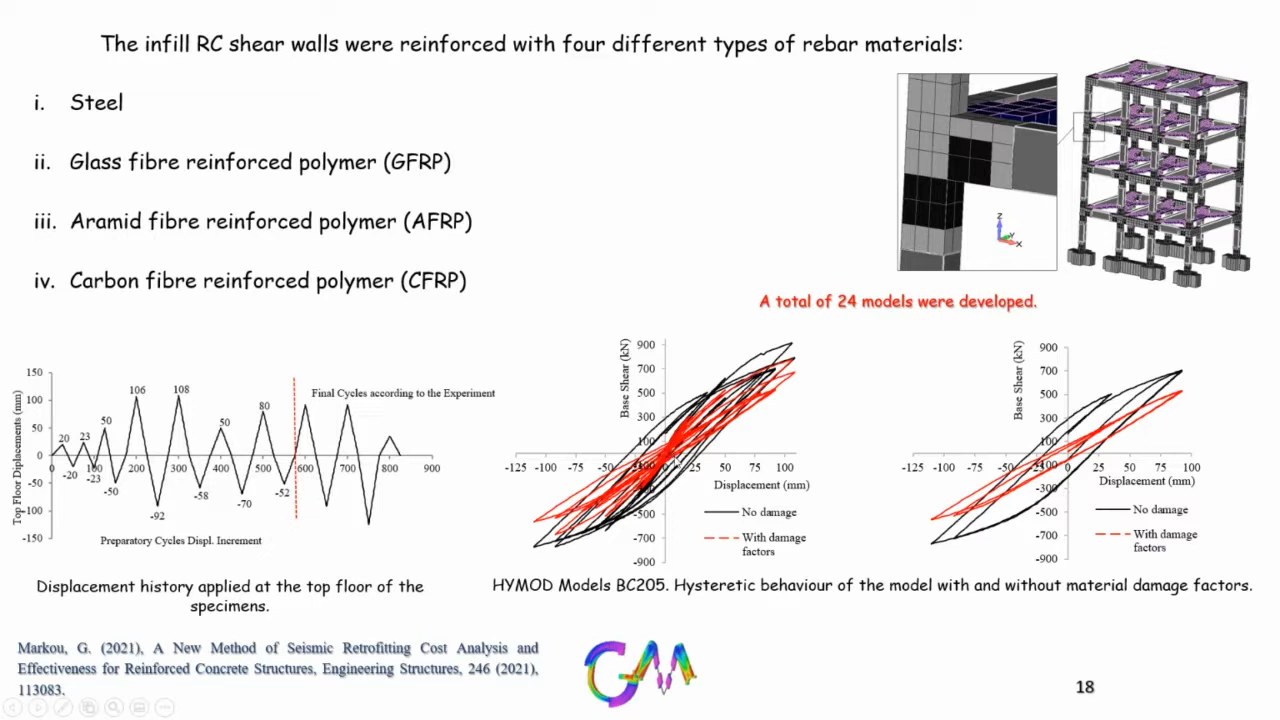 The infill RC shear walls were reinforced with four different types of rebar materials:
i. Steel
ii. Glass fibre reinforced polymer (GFRP)
iii. Aramid fibre reinforced polymer (AFRP)
iv. Carbon fibre reinforced polymer (CFRP)
Z
Y
X
A total of 24 models were developed.
Top Floor Diplacements (mm)
150
100
50
0
-50
-100
-150
0 100 200 300 400 500 600 700 800 900
20
-20
23
-23
50
-50
106
-92
108
-58
50
-70
80
-52
Final Cycles according to the Experiment
Preparatory Cycles Displ. Increment
Displacement history applied at the top floor of the
specimens.
Base Shear (kN)
900
700
500
300
100
-100
-300
-500
-700
-900
-125 -100 -75 -50 -25 0 25 50 75 100
Displacement (mm)
No damage
With damage
factors
Base Shear (kN)
900
700
500
300
100
-100
-300
-500
-700
-900
-125 -100 -75 -50 -25 0 25 50 75 100
Displacement (mm)
No damage
With damage
factors
HYMOD Models BC205. Hysteretic behaviour of the model with and without material damage factors.
Markou, G. (2021), A New Method of Seismic Retrofitting Cost Analysis and
Effectiveness for Reinforced Concrete Structures, Engineering Structures, 246 (2021),
113083.
GM
18